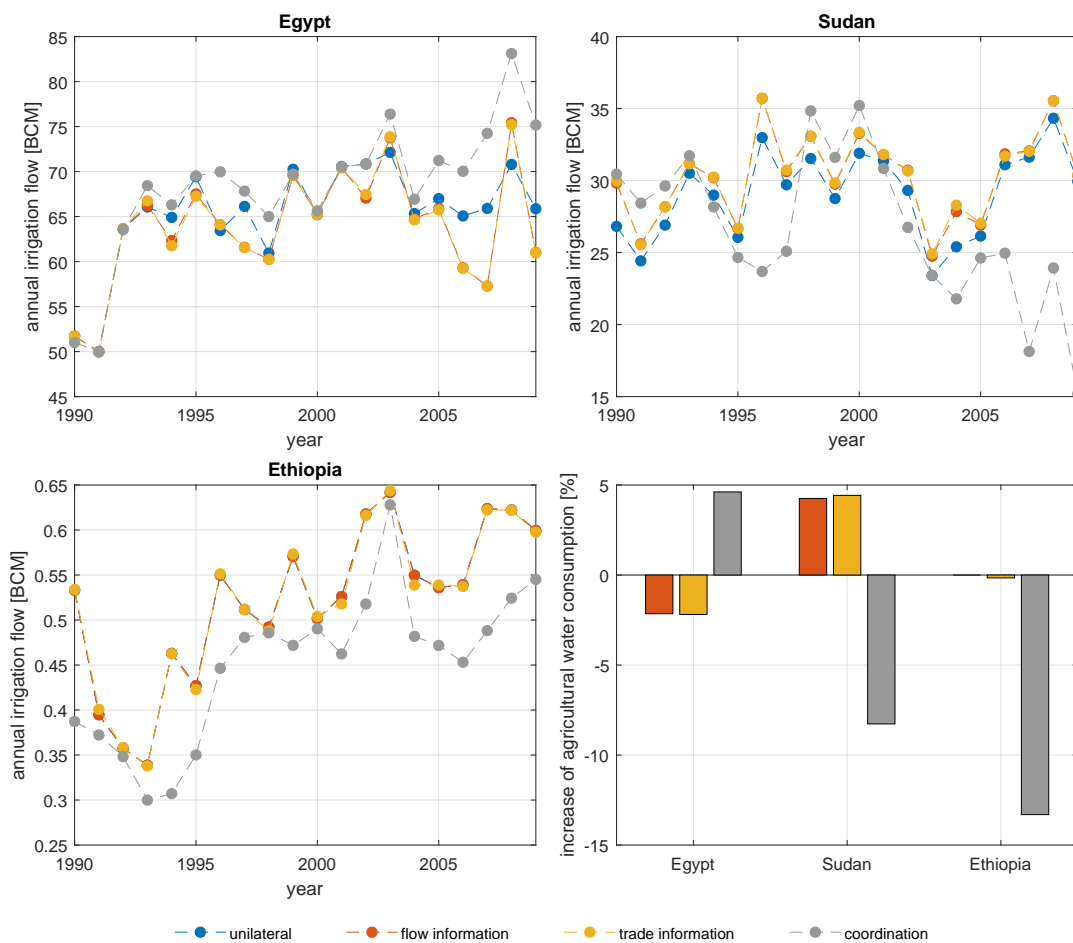 Egypt
annual irrigation flow [BCM]
85
80
75
70
65
60
55
50
45
1990
1995
2000
2005
year
Sudan
annual irrigation flow [BCM]
40
35
30
25
20
15
1990
1995
2000
2005
year
Ethiopia
annual irrigation flow [BCM]
0.65
0.6
0.55
0.5
0.45
0.4
0.35
0.3
0.25
1990
1995
2000
2005
year
increase of agricultural water consumption [%]
5
0
-5
-10
-15
Egypt
Sudan
Ethiopia
unilateral
flow information
trade information
coordination